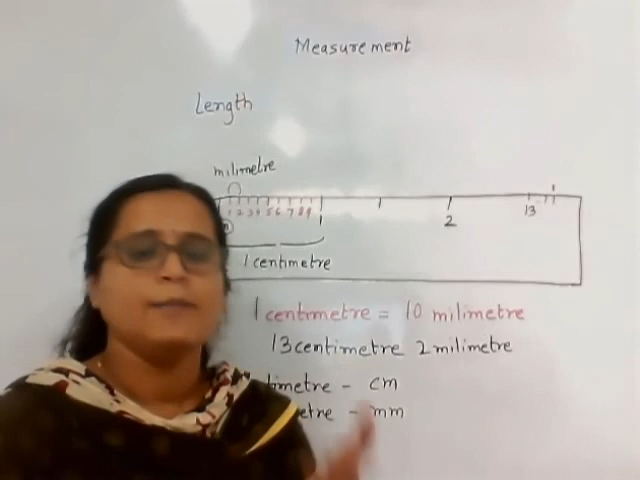 Measurement
Length
milimetre
1 2 3 4 5 6 7 8 9
1 2 13
1 centimetre
1 centimetre = 10 milimetre
13 centimetre 2 milimetre
timetre - cm
etre - mm